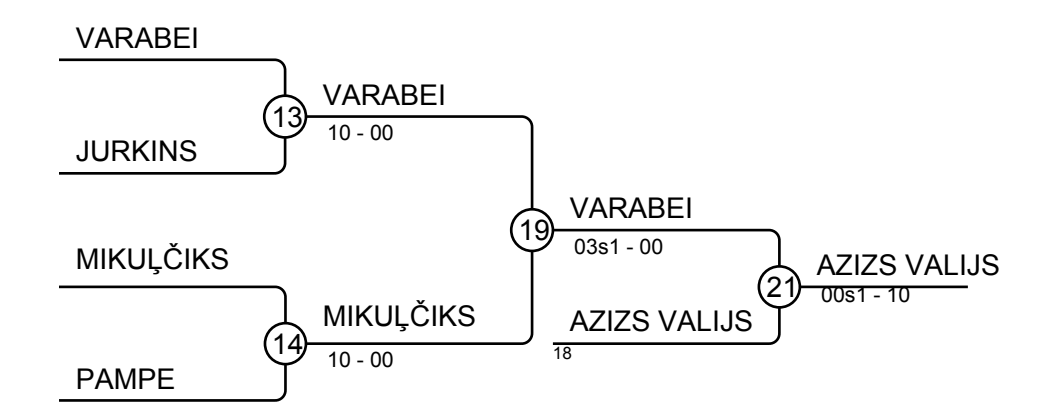 VARABEI
13
VARABEI
10 - 00
JURKINS
19
VARABEI
03s1 - 00
MIKUĻČIKS
21
AZIZS VALIJS
00s1 - 10
14
MIKUĻČIKS
10 - 00
AZIZS VALIJS
18
PAMPE